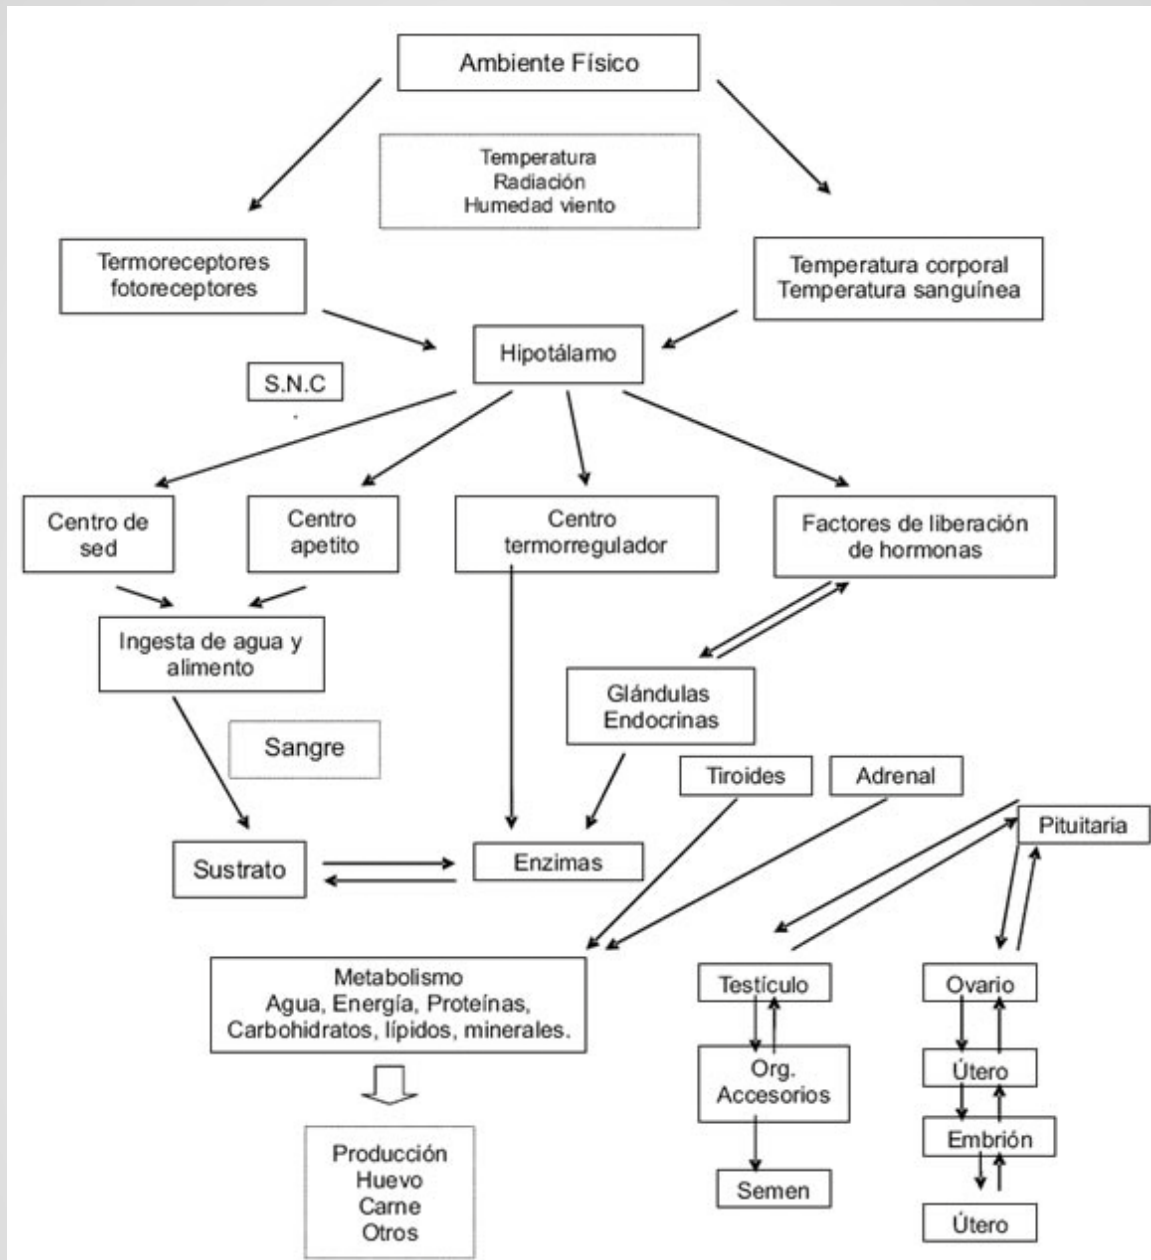 Ambiente Físico
Temperatura
Radiación
Humedad viento
Termoreceptores
fotoreceptores
Temperatura corporal
Temperatura sanguínea
Hipotálamo
S.N.C
Centro de
sed
Centro
apetito
Centro
termorregulador
Factores de liberación
de hormonas
Ingesta de agua y
alimento
Glándulas
Endocrinas
Sangre
Tiroides
Adrenal
Pituitaria
Sustrato
Enzimas
Metabolismo
Agua, Energía, Proteínas,
Carbohidratos, lípidos, minerales.
Testículo
Ovario
Org.
Accesorios
Útero
Embrión
Producción
Huevo
Carne
Otros
Semen
Útero